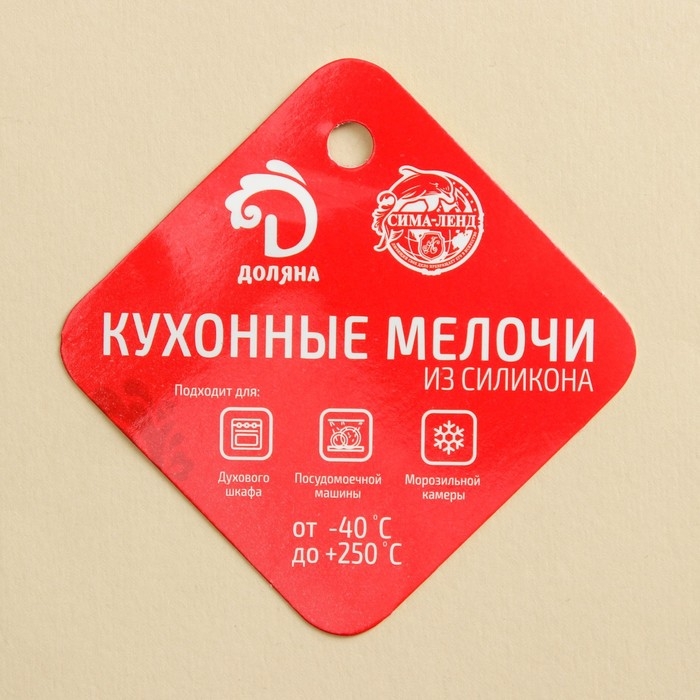 ДОЛЯНА
СИМА-ЛЕНД
КУХОННЫЕ МЕЛОЧИ
ИЗ СИЛИКОНА
Подходит для:
Духового
шкафа
Посудомоечной
машины
Морозильной
камеры
от -40 °C
до +250 °C